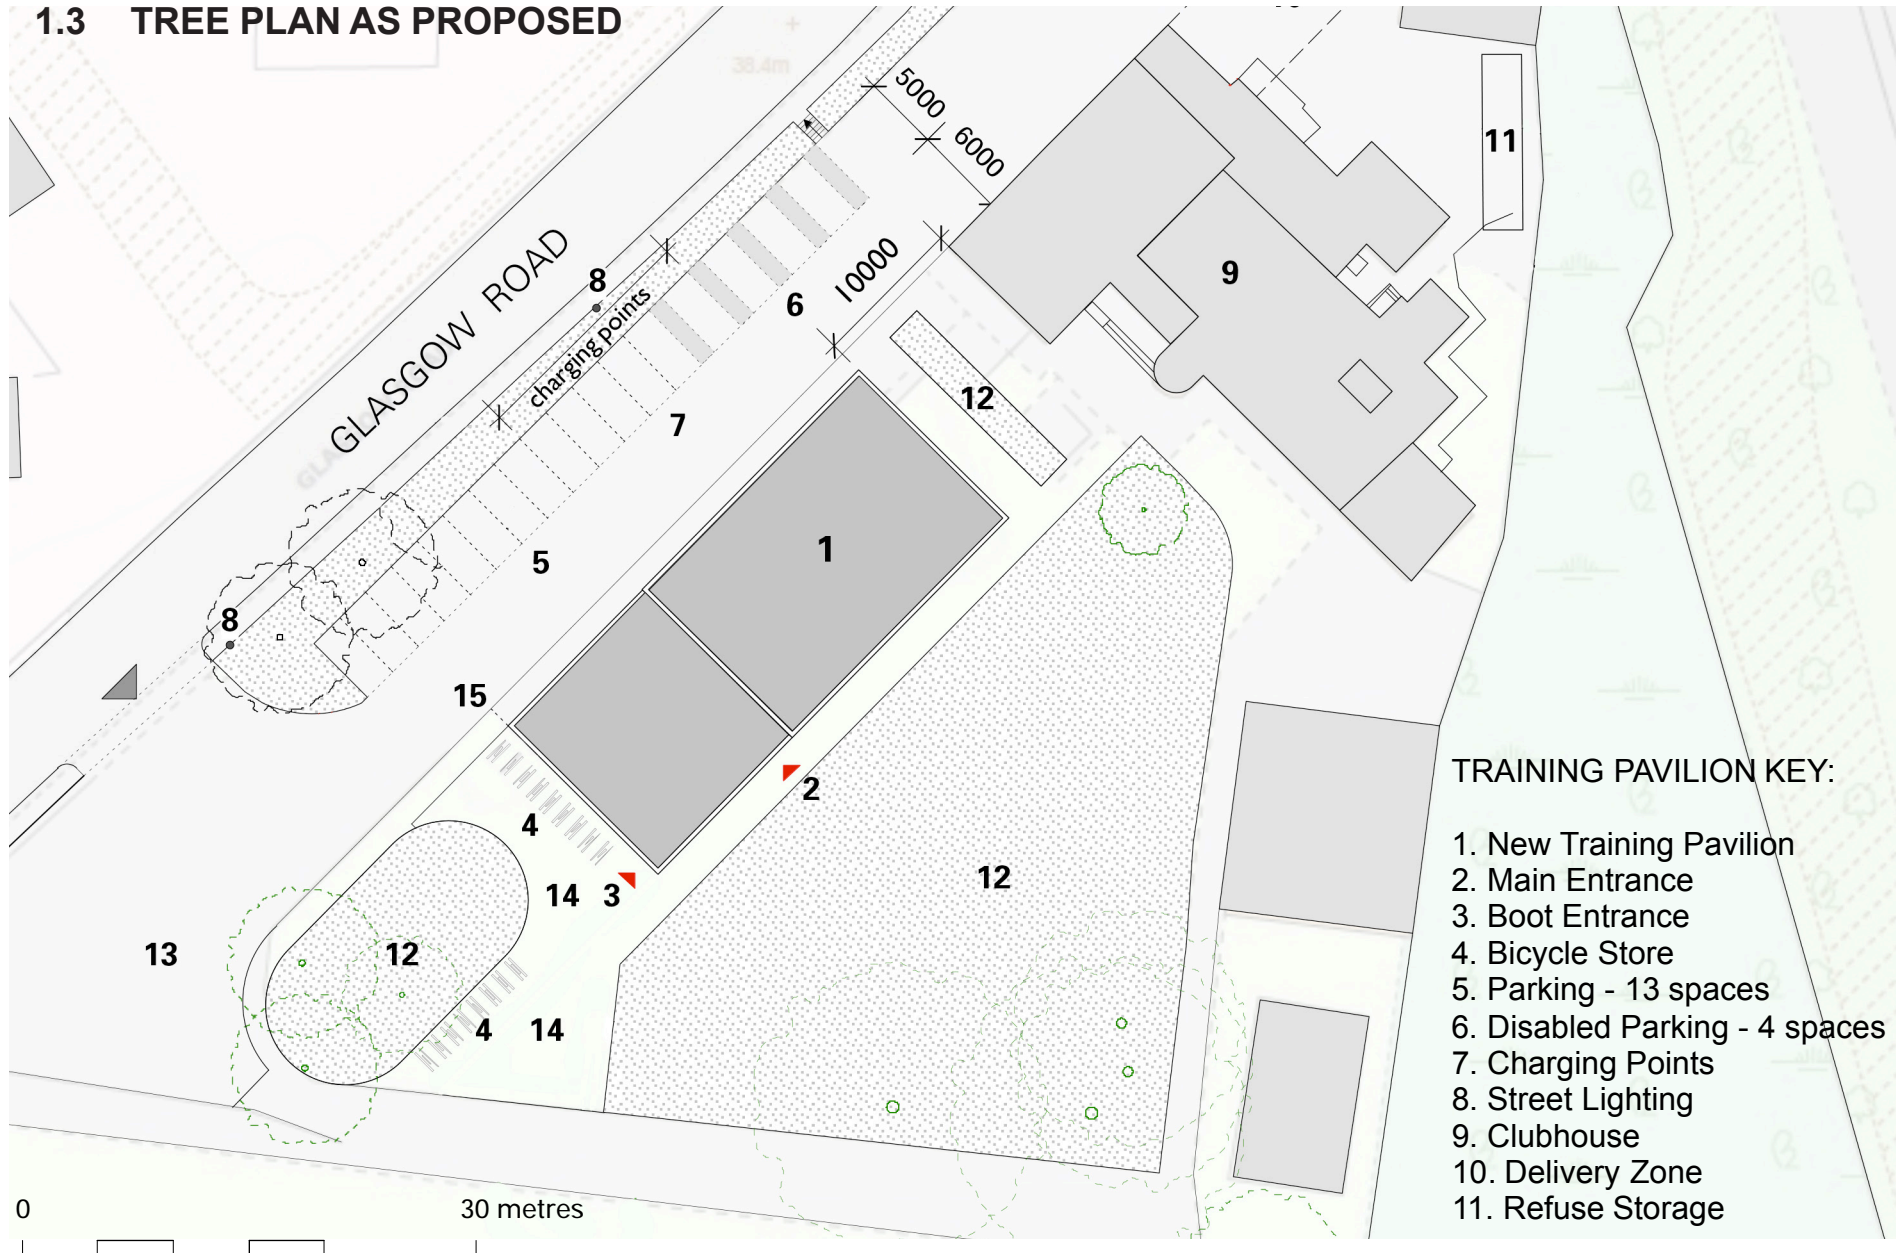 1.3 TREE PLAN AS PROPOSED
38.4m
5000
6000
11
GLASGOW ROAD
8
charging points
6
10000
9
7
12
5
1
8
15
2
4
14 3
12
13
12
4
14
TRAINING PAVILION KEY:
1. New Training Pavilion
2. Main Entrance
3. Boot Entrance
4. Bicycle Store
5. Parking - 13 spaces
6. Disabled Parking - 4 spaces
7. Charging Points
8. Street Lighting
9. Clubhouse
10. Delivery Zone
11. Refuse Storage
0 30 metres